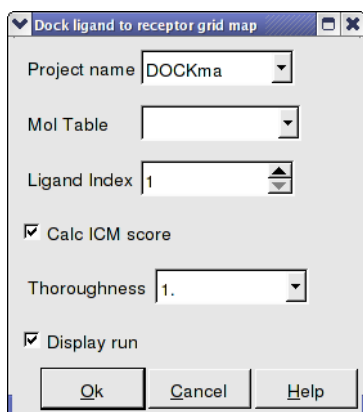 Dock ligand to receptor grid map
Project name DOCKma
Mol Table
Ligand Index 1
Calc ICM score
Thoroughness 1.
Display run
Ok Cancel Help